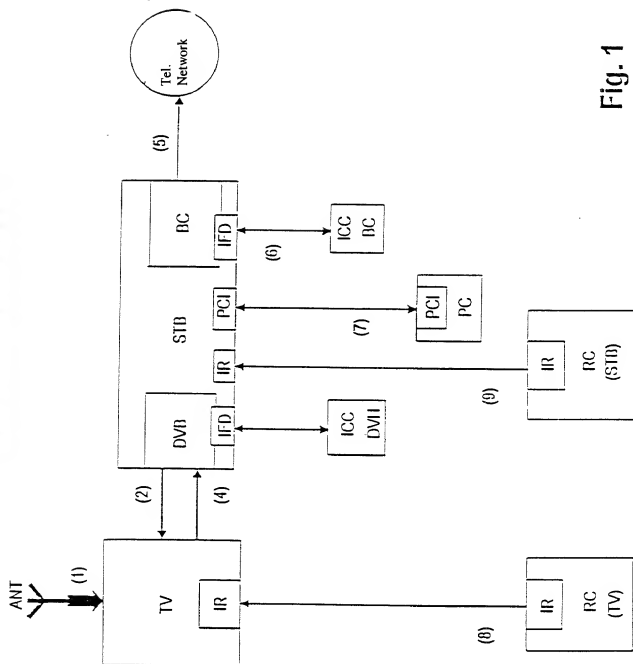 ANT
(1)
TV
IR
(2)
(4)
DVB
IFD
STB
IR
PCI
BC
IFD
(5)
Tel.
Network
ICC
DVH
(6)
ICC
BC
(7)
PCI
PC
(8)
IR
RC
(TV)
(9)
IR
RC
(STB)
Fig. 1